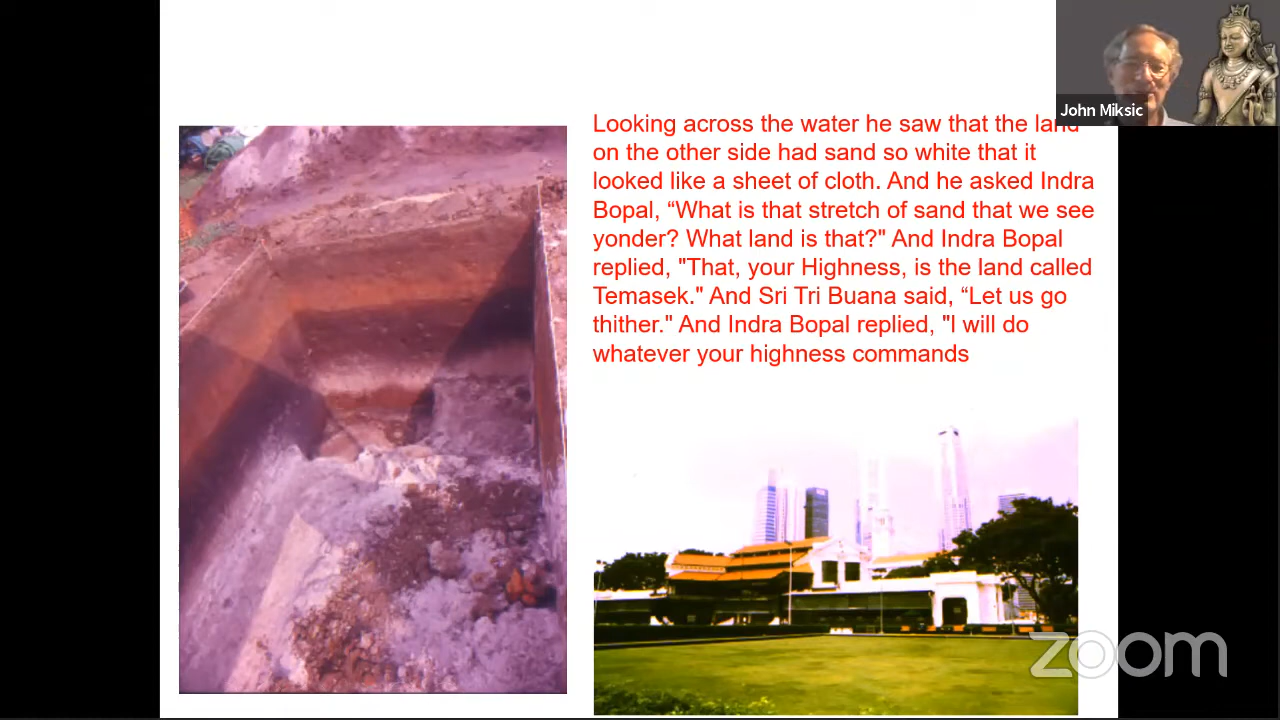 John Miksic
Looking across the water he saw that the land
on the other side had sand so white that it
looked like a sheet of cloth. And he asked Indra
Bopal, “What is that stretch of sand that we see
yonder? What land is that?" And Indra Bopal
replied, "That, your Highness, is the land called
Temasek." And Sri Tri Buana said, “Let us go
thither." And Indra Bopal replied, "I will do
whatever your highness commands
zoom